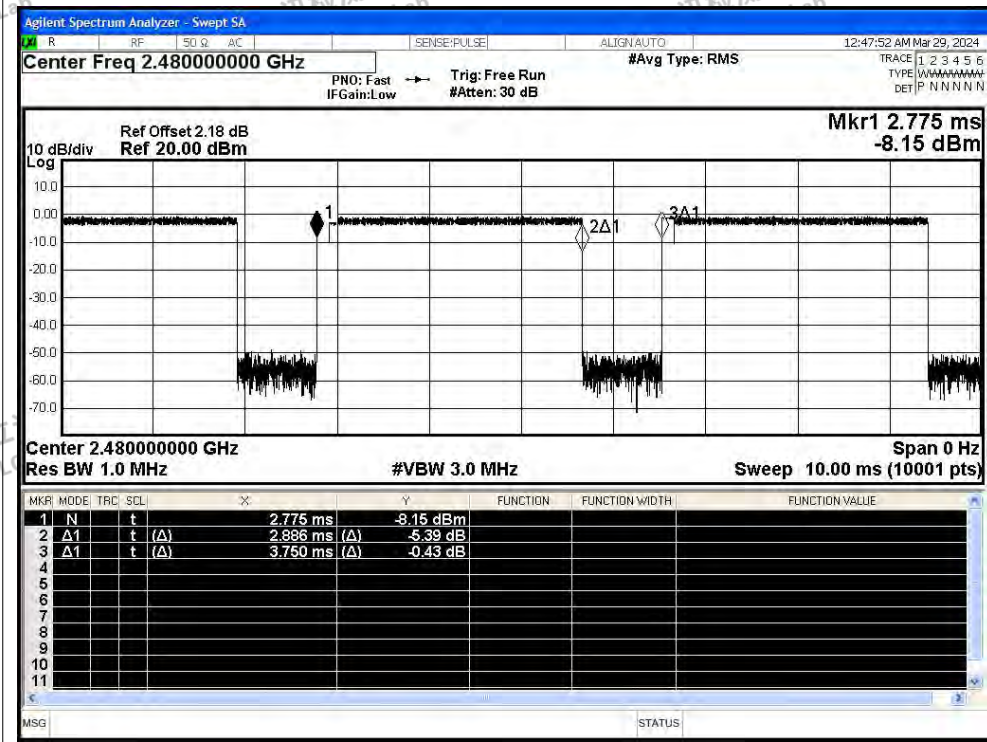 Agilent Spectrum Analyzer - Swept SA
LXI R RF 50 Ω AC SENSE:PULSE ALIGN AUTO 12:47:52 AM Mar 29, 2024
Center Freq 2.480000000 GHz
PNO: Fast
IFGain:Low
Trig: Free Run
#Atten: 30 dB
#Avg Type: RMS
TRACE 1 2 3 4 5 6
TYPE WWWWWWWW
DET P N N N N N
Mkr1 2.775 ms
-8.15 dBm
Ref Offset 2.18 dB
10 dB/div Ref 20.00 dBm
Log
10.0
0.00
-10.0
-20.0
-30.0
-40.0
-50.0
-60.0
-70.0
1
2Δ1
3Δ1
Center 2.480000000 GHz Span 0 Hz
Res BW 1.0 MHz #VBW 3.0 MHz Sweep 10.00 ms (10001 pts)
MKR MODE TRC SCL X Y FUNCTION FUNCTION WIDTH FUNCTION VALUE
1 N t 2.775 ms -8.15 dBm
2 Δ1 t (Δ) 2.886 ms (Δ) -5.39 dB
3 Δ1 t (Δ) 3.750 ms (Δ) -0.43 dB
4
5
6
7
8
9
10
11
MSG STATUS